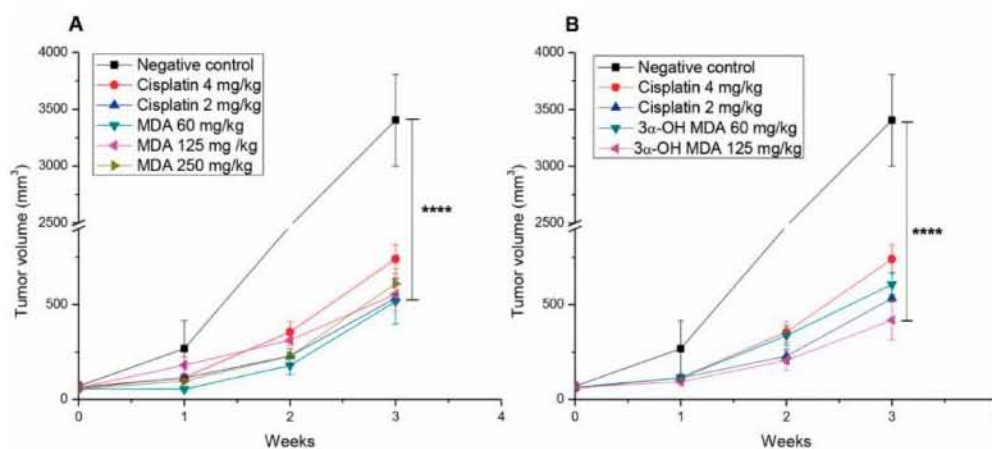 A
Negative control
Cisplatin 4 mg/kg
Cisplatin 2 mg/kg
MDA 60 mg/kg
MDA 125 mg /kg
MDA 250 mg/kg
Tumor volume (mm³)
4000
3500
3000
2500
500
0
****
0 1 2 3 4
Weeks
B
Negative control
Cisplatin 4 mg/kg
Cisplatin 2 mg/kg
3α-OH MDA 60 mg/kg
3α-OH MDA 125 mg/kg
Tumor volume (mm³)
4000
3500
3000
2500
500
0
****
0 1 2 3
Weeks